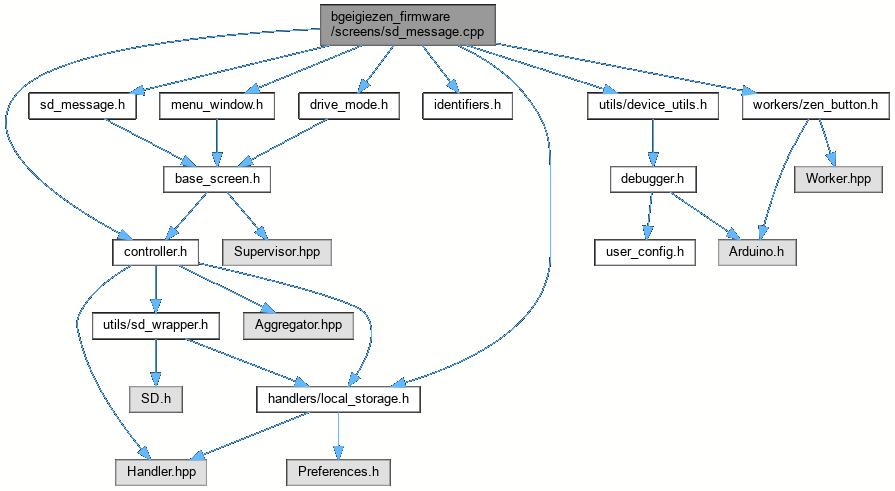 bgeigiezen_firmware
/screens/sd_message.cpp
sd_message.h
menu_window.h
drive_mode.h
identifiers.h
utils/device_utils.h
workers/zen_button.h
base_screen.h
debugger.h
Worker.hpp
controller.h
Supervisor.hpp
user_config.h
Arduino.h
utils/sd_wrapper.h
Aggregator.hpp
SD.h
handlers/local_storage.h
Handler.hpp
Preferences.h